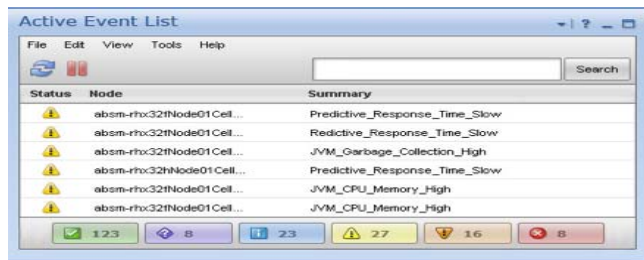 Active Event List
File Edit View Tools Help
Search
Status Node Summary
absm-rhx32fNode01Cell... Predictive_Response_Time_Slow
absm-rhx32fNode01Cell... Redictive_Response_Time_Slow
absm-rhx32fNode01Cell... JVM_Garbage_Collection_High
absm-rhx32hNode01Cell... Predictive_Response_Time_Slow
absm-rhx32fNode01Cell... JVM_CPU_Memory_High
absm-rhx32fNode01Cell... JVM_CPU_Memory_High
123 8 23 27 16 8